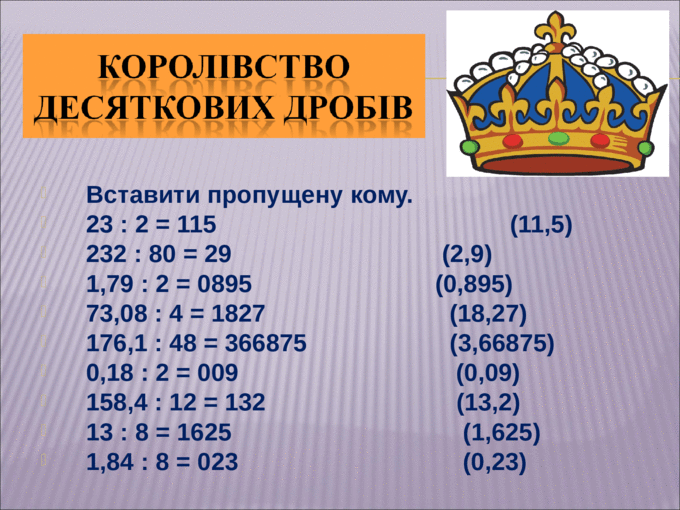 КОРОЛІВСТВО
ДЕСЯТКОВИХ ДРОБІВ
Вставити пропущену кому.
23 : 2 = 115 (11,5)
232 : 80 = 29 (2,9)
1,79 : 2 = 0895 (0,895)
73,08 : 4 = 1827 (18,27)
176,1 : 48 = 366875 (3,66875)
0,18 : 2 = 009 (0,09)
158,4 : 12 = 132 (13,2)
13 : 8 = 1625 (1,625)
1,84 : 8 = 023 (0,23)